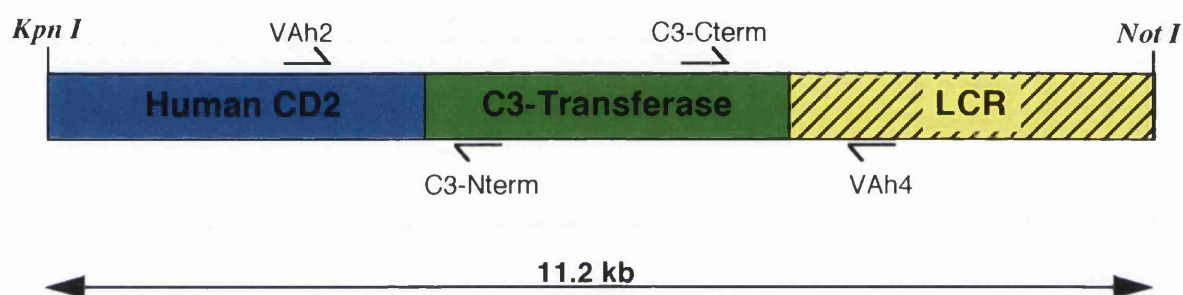 Kpn I
VAh2
C3-Cterm
Not I
Human CD2
C3-Transferase
LCR
C3-Nterm
VAh4
11.2 kb